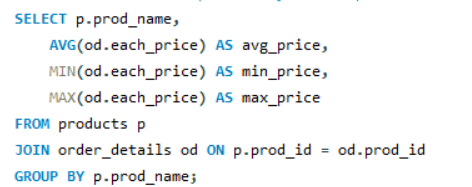 SELECT p.prod_name,
    AVG(od.each_price) AS avg_price,
    MIN(od.each_price) AS min_price,
    MAX(od.each_price) AS max_price
FROM products p
JOIN order_details od ON p.prod_id = od.prod_id
GROUP BY p.prod_name;